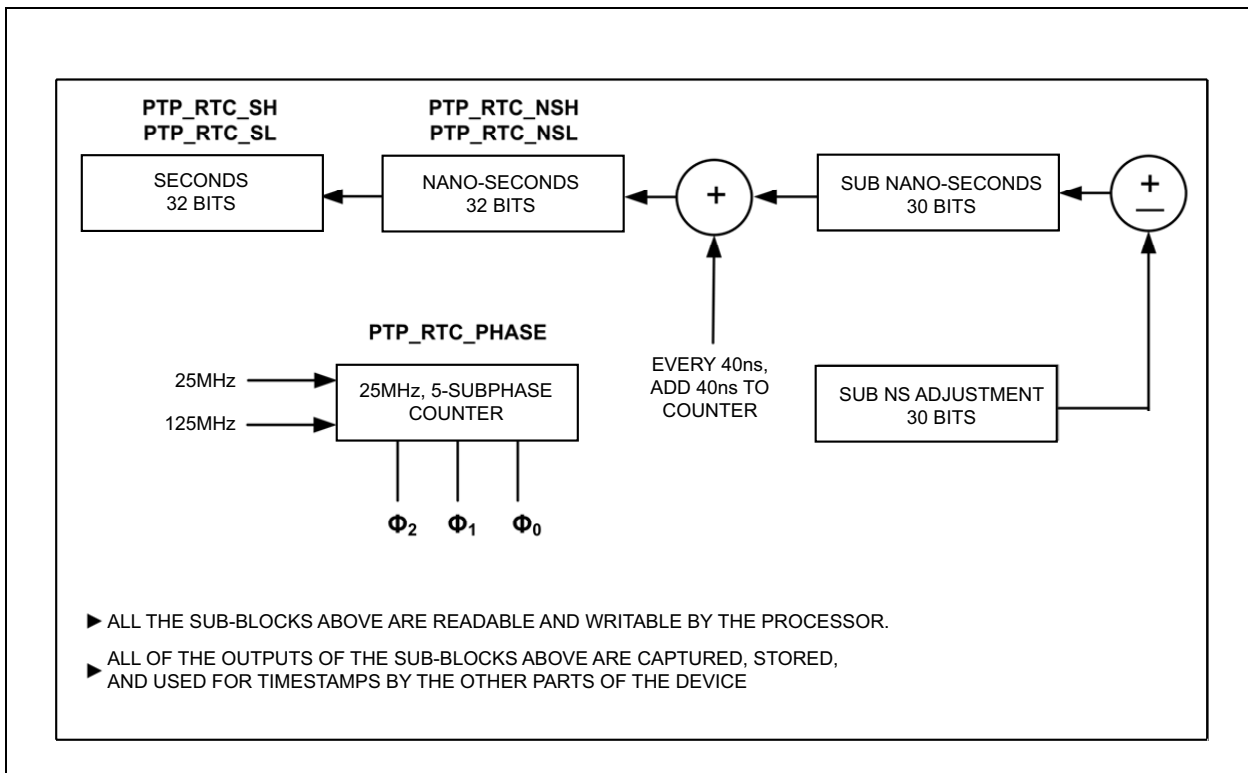 PTP_RTC_SH
PTP_RTC_SL
PTP_RTC_NSH
PTP_RTC_NSL
SECONDS
32 BITS
NANO-SECONDS
32 BITS
+
SUB NANO-SECONDS
30 BITS
+
—
PTP_RTC_PHASE
25MHz
125MHz
25MHz, 5-SUBPHASE
COUNTER
EVERY 40ns,
ADD 40ns TO
COUNTER
SUB NS ADJUSTMENT
30 BITS
Φ₂ Φ₁ Φ₀
► ALL THE SUB-BLOCKS ABOVE ARE READABLE AND WRITABLE BY THE PROCESSOR.
► ALL OF THE OUTPUTS OF THE SUB-BLOCKS ABOVE ARE CAPTURED, STORED,
AND USED FOR TIMESTAMPS BY THE OTHER PARTS OF THE DEVICE